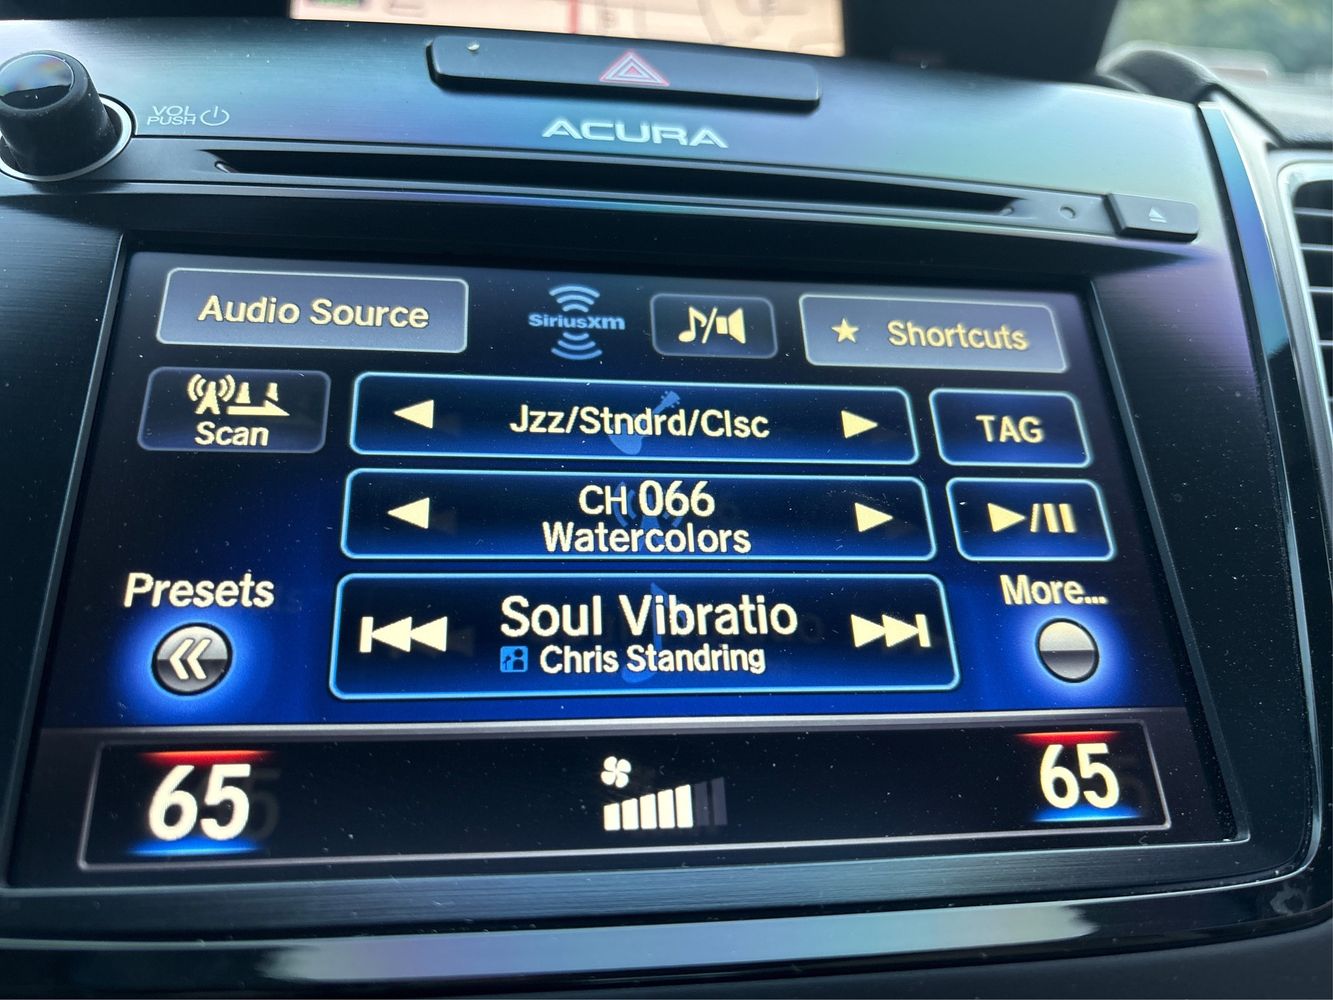 VOL
PUSH
ACURA
Audio Source
SiriusXM
Shortcuts
Scan
Jzz/Stndrd/Clsc
TAG
CH 066
Watercolors
Presets
More...
Soul Vibratio
Chris Standring
65
65